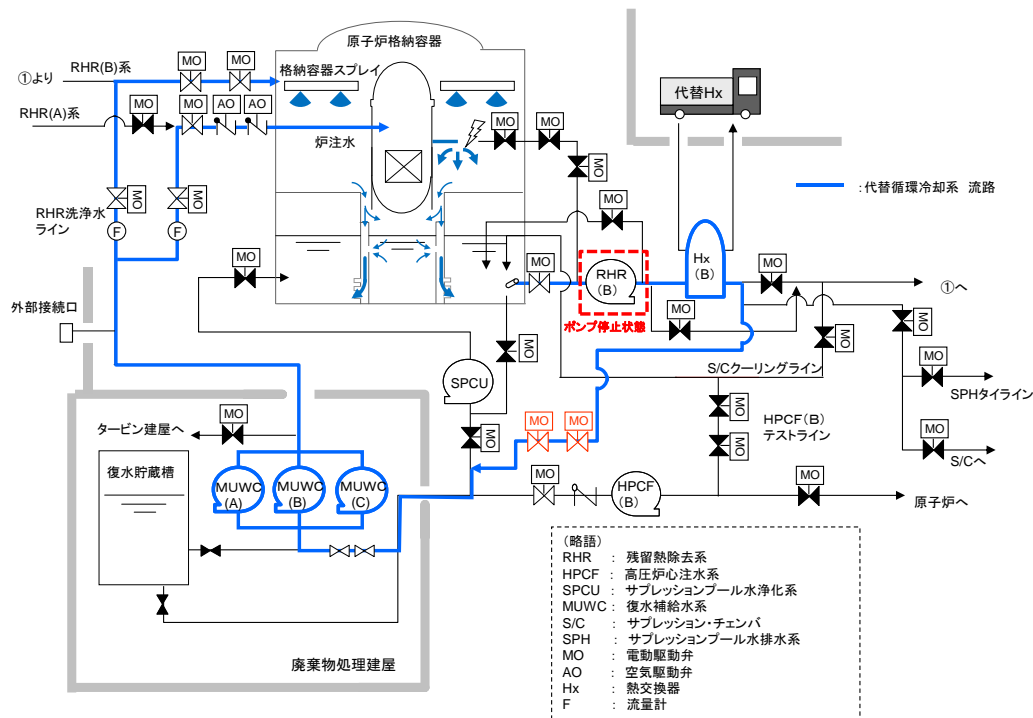 原子炉格納容器
格納容器スプレイ
①より
RHR(B)系
MO
MO
RHR(A)系
MO
MO
AO
AO
炉注水
MO
MO
MO
代替Hx
:代替循環冷却系 流路
RHR洗浄水
ライン
MO
MO
F
F
MO
MO
MO
RHR
(B)
ポンプ停止状態
Hx
(B)
MO
①へ
MO
MO
MO
外部接続口
SPCU
MO
MO
S/Cクーリングライン
MO
SPHタイライン
MO
HPCF(B)
テストライン
MO
MO
MO
MO
S/Cへ
タービン建屋へ
MO
復水貯蔵槽
MUWC
(A)
MUWC
(B)
MUWC
(C)
MO
HPCF
(B)
MO
原子炉へ
廃棄物処理建屋
(略語)
RHR : 残留熱除去系
HPCF : 高圧炉心注水系
SPCU : サプレッションプール水浄化系
MUWC : 復水補給水系
S/C : サプレッション・チェンバ
SPH : サプレッションプール水排水系
MO : 電動駆動弁
AO : 空気駆動弁
Hx : 熱交換器
F : 流量計